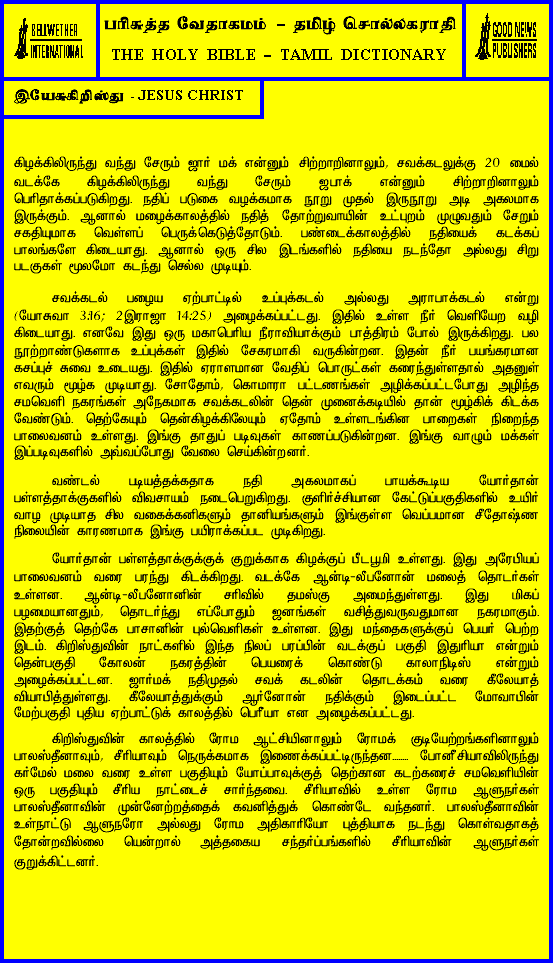 BELLWETHER
INTERNATIONAL
பரிசுத்த வேதாகமம் – தமிழ் சொல்லகராதி
THE HOLY BIBLE – TAMIL DICTIONARY
GOOD NEWS
PUBLISHERS
இயேசுகிறிஸ்து - JESUS CHRIST
கிழக்கிலிருந்து வந்து சேரும் ஜார் மக் என்னும் சிற்றாறினாலும், சவக்கடலுக்கு 20 மைல்
வடக்கே கிழக்கிலிருந்து வந்து சேரும் ஜபாக் என்னும் சிற்றாறினாலும்
பெரிதாக்கப்படுகிறது. நதிப் படுகை வழக்கமாக நூறு முதல் இருநூறு அடி அகலமாக
இருக்கும். ஆனால் மழைக்காலத்தில் நதித் தோற்றுவாயின் உட்புறம் முழுவதும் சேறும்
சகதியுமாக வெள்ளப் பெருக்கெடுத்தோடும். பண்டைக்காலத்தில் நதியைக் கடக்கப்
பாலங்களே கிடையாது. ஆனால் ஒரு சில இடங்களில் நதியை நடந்தோ அல்லது சிறு
படகுகள் மூலமோ கடந்து செல்ல முடியும்.
சவக்கடல் பழைய ஏற்பாட்டில் உப்புக்கடல் அல்லது அராபாக்கடல் என்று
(யோசுவா 3:16; 2இராஜா 14:25) அழைக்கப்பட்டது. இதில் உள்ள நீர் வெளியேற வழி
கிடையாது. எனவே இது ஒரு மகாபெரிய நீராவியாக்கும் பாத்திரம் போல் இருக்கிறது. பல
நூற்றாண்டுகளாக உப்புக்கள் இதில் சேகரமாகி வருகின்றன. இதன் நீர் பயங்கரமான
கசப்புச் சுவை உடையது. இதில் ஏராளமான வேதிப் பொருட்கள் கரைந்துள்ளதால் அதனுள்
எவரும் மூழ்க முடியாது. சோதோம், கொமாரா பட்டணங்கள் அழிக்கப்பட்டபோது அழிந்த
சமவெளி நகரங்கள் அநேகமாக சவக்கடலின் தென் முனைக்கடியில் தான் மூழ்கிக் கிடக்க
வேண்டும். தெற்கேயும் தென்கிழக்கிலேயும் ஏதோம் உள்ளடங்கின பாறைகள் நிறைந்த
பாலைவனம் உள்ளது. இங்கு தாதுப் படிவுகள் காணப்படுகின்றன. இங்கு வாழும் மக்கள்
இப்படிவுகளில் அவ்வப்போது வேலை செய்கின்றனர்.
வண்டல் படியத்தக்கதாக நதி அகலமாகப் பாயக்கூடிய யோர்தான்
பள்ளத்தாக்குகளில் விவசாயம் நடைபெறுகிறது. குளிர்ச்சியான கேட்டுப்பகுதிகளில் உயிர்
வாழ முடியாத சில வகைக்கனிகளும் தானியங்களும் இங்குள்ள வெப்பமான சீதோஷ்ண
நிலையின் காரணமாக இங்கு பயிராக்கப்பட முடிகிறது.
யோர்தான் பள்ளத்தாக்குக்குக் குறுக்காக கிழக்குப் பீடபூமி உள்ளது. இது அரேபியப்
பாலைவனம் வரை பரந்து கிடக்கிறது. வடக்கே ஆன்டி-லீபனோன் மலைத் தொடர்கள்
உள்ளன. ஆன்டி-லீபனோனின் சரிவில் தமஸ்கு அமைந்துள்ளது. இது மிகப்
பழமையானதும், தொடர்ந்து எப்போதும் ஜனங்கள் வசித்துவருவதுமான நகரமாகும்.
இதற்குத் தெற்கே பாசானின் புல்வெளிகள் உள்ளன. இது மந்தைகளுக்குப் பெயர் பெற்ற
இடம். கிறிஸ்துவின் நாட்களில் இந்த நிலப் பரப்பின் வடக்குப் பகுதி இதுரியா என்றும்
தென்பகுதி கோலன் நகரத்தின் பெயரைக் கொண்டு காலாநிடிஸ் என்றும்
அழைக்கப்பட்டன. ஜார்மக் நதிமுதல் சவக் கடலின் தொடக்கம் வரை கீலேயாத்
வியாபித்துள்ளது. கீலேயாத்துக்கும் ஆர்னோன் நதிக்கும் இடைப்பட்ட மோவாபின்
மேற்பகுதி புதிய ஏற்பாட்டுக் காலத்தில் பெரீயா என அழைக்கப்பட்டது.
கிறிஸ்துவின் காலத்தில் ரோம ஆட்சியினாலும் ரோமக் குடியேற்றங்களினாலும்
பாலஸ்தீனாவும், சீரியாவும் நெருக்கமாக இணைக்கப்பட்டிருந்தன....... போனீசியாவிலிருந்து
கர்மேல் மலை வரை உள்ள பகுதியும் யோப்பாவுக்குத் தெற்கான கடற்கரைச் சமவெளியின்
ஒரு பகுதியும் சீரிய நாட்டைச் சார்ந்தவை. சீரியாவில் உள்ள ரோம ஆளுநர்கள்
பாலஸ்தீனாவின் முன்னேற்றத்தைக் கவனித்துக் கொண்டே வந்தனர். பாலஸ்தீனாவின்
உள்நாட்டு ஆளுநரோ அல்லது ரோம அதிகாரியோ புத்தியாக நடந்து கொள்வதாகத்
தோன்றவில்லை யென்றால் அத்தகைய சந்தர்ப்பங்களில் சீரியாவின் ஆளுநர்கள்
குறுக்கிட்டனர்.